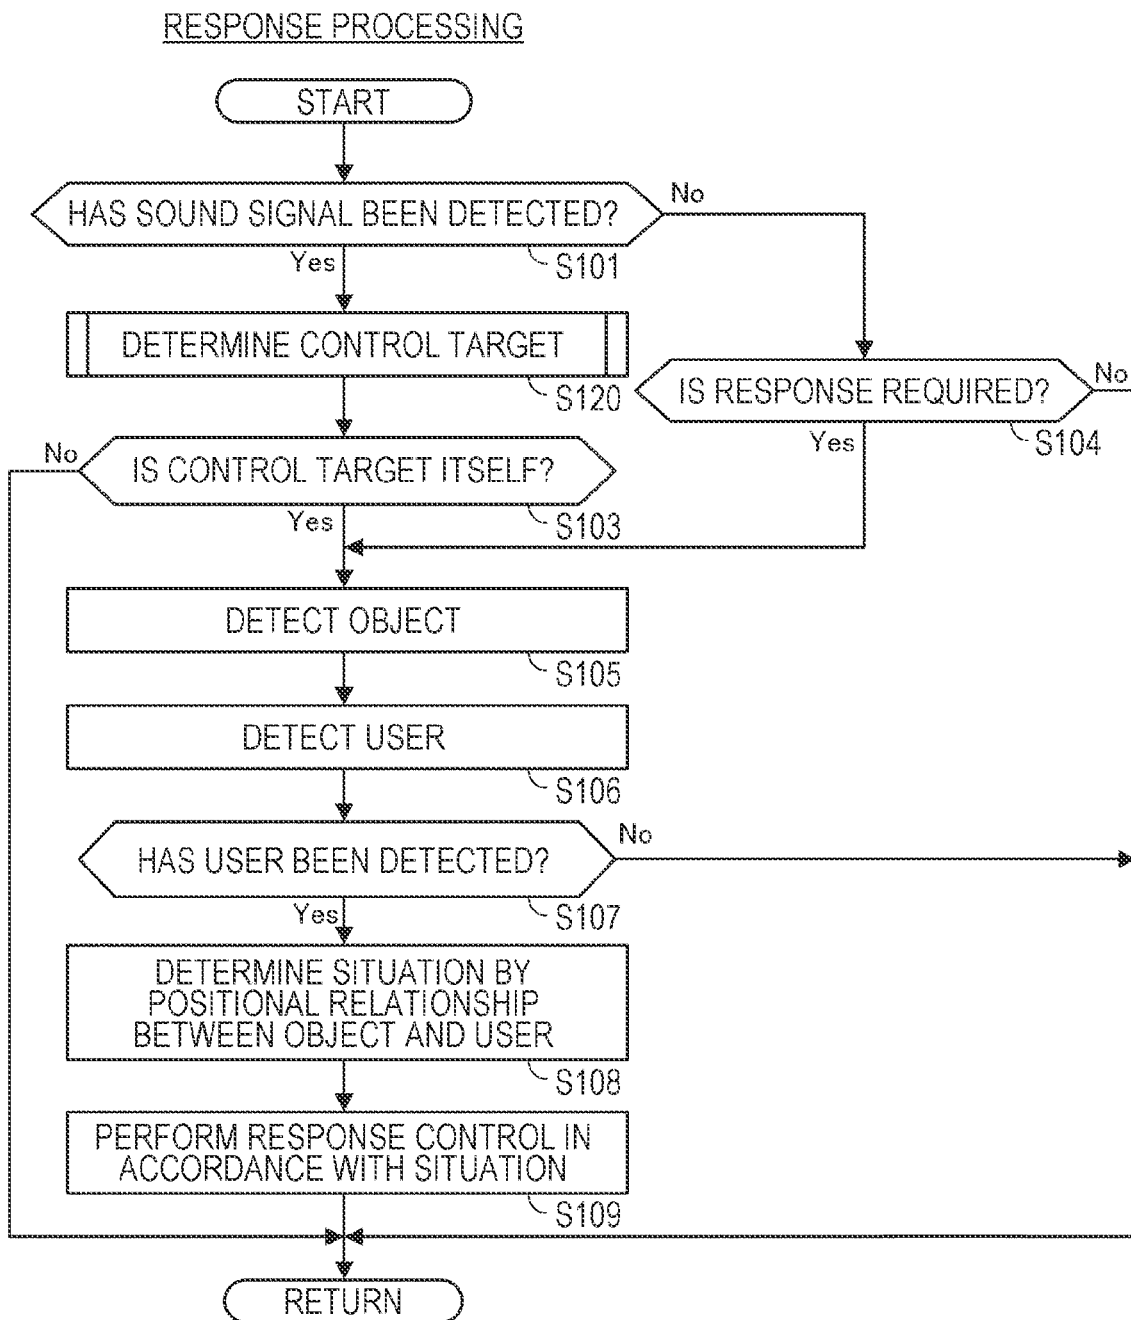 RESPONSE PROCESSING
START
HAS SOUND SIGNAL BEEN DETECTED?
No
Yes
S101
DETERMINE CONTROL TARGET
S120
IS RESPONSE REQUIRED?
No
Yes
S104
No
IS CONTROL TARGET ITSELF?
Yes
S103
DETECT OBJECT
S105
DETECT USER
S106
HAS USER BEEN DETECTED?
No
Yes
S107
DETERMINE SITUATION BY
POSITIONAL RELATIONSHIP
BETWEEN OBJECT AND USER
S108
PERFORM RESPONSE CONTROL IN
ACCORDANCE WITH SITUATION
S109
RETURN